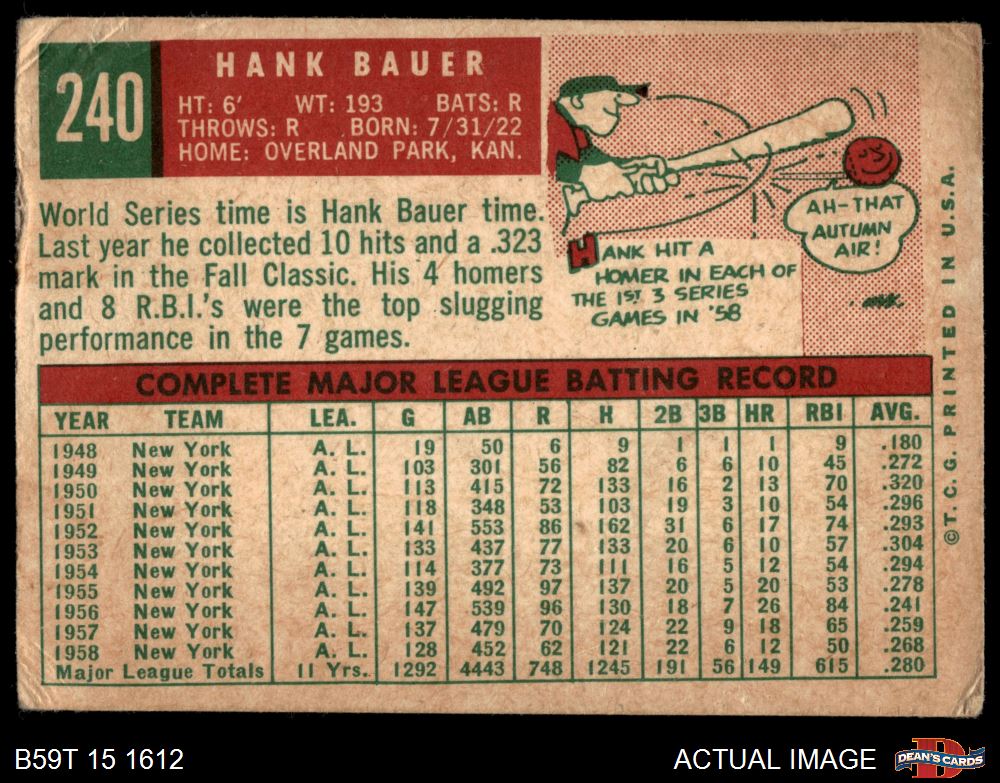 240
HANK BAUER
HT: 6' WT: 193 BATS: R
THROWS: R BORN: 7/31/22
HOME: OVERLAND PARK, KAN.
World Series time is Hank Bauer time.
Last year he collected 10 hits and a .323
mark in the Fall Classic. His 4 homers
and 8 R.B.I.'s were the top slugging
performance in the 7 games.
AH-THAT
AUTUMN
AIR!
HANK HIT A
HOMER IN EACH OF
THE 1ST 3 SERIES
GAMES IN '58
COMPLETE MAJOR LEAGUE BATTING RECORD
YEAR TEAM LEA. G AB R H 2B 3B HR RBI AVG.
1948 New York A. L. 19 50 6 9 1 1 1 9 .180
1949 New York A. L. 103 301 56 82 6 6 10 45 .272
1950 New York A. L. 113 415 72 133 16 2 13 70 .320
1951 New York A. L. 118 348 53 103 19 3 10 54 .296
1952 New York A. L. 141 553 86 162 31 6 17 74 .293
1953 New York A. L. 133 437 77 133 20 6 10 57 .304
1954 New York A. L. 114 377 73 111 16 5 12 54 .294
1955 New York A. L. 139 492 97 137 20 5 20 53 .278
1956 New York A. L. 147 539 96 130 18 7 26 84 .241
1957 New York A. L. 137 479 70 124 22 9 18 65 .259
1958 New York A. L. 128 452 62 121 22 6 12 50 .268
Major League Totals 11 Yrs. 1292 4443 748 1245 191 56 149 615 .280
©T. C. G. PRINTED IN U.S.A.
B59T 15 1612
ACTUAL IMAGE
D
DEAN'S CARDS